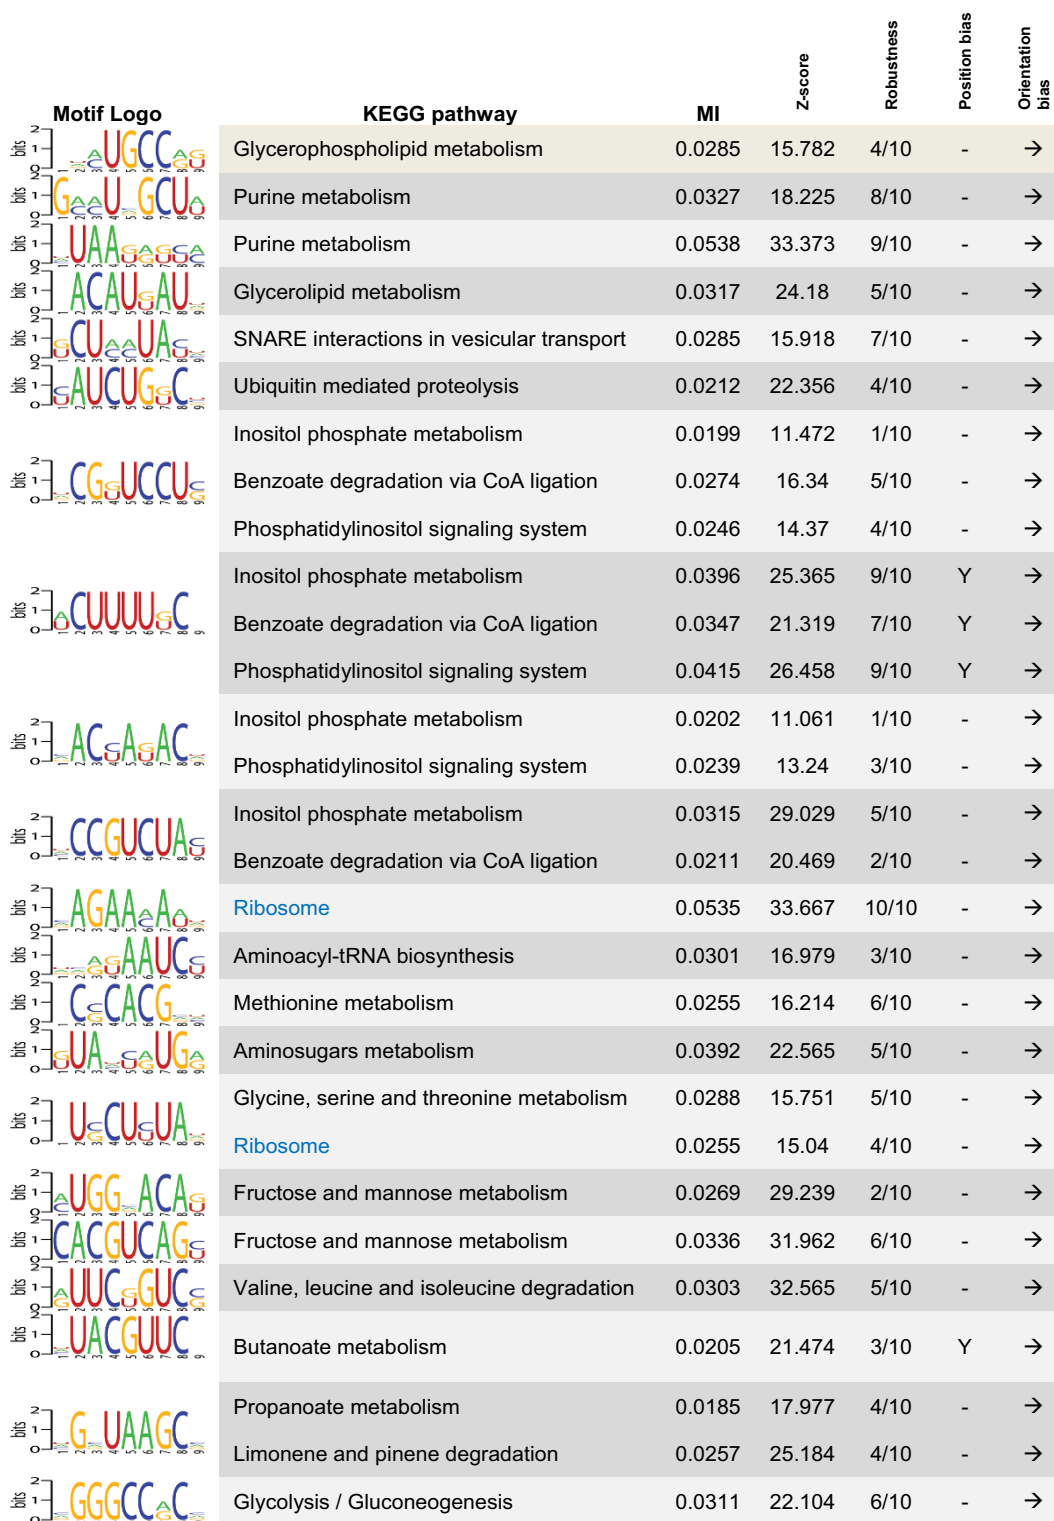 Motif Logo KEGG pathway MI Z-score Robustness Position bias Orientation bias
Glycerophospholipid metabolism 0.0285 15.782 4/10 - →
Purine metabolism 0.0327 18.225 8/10 - →
Purine metabolism 0.0538 33.373 9/10 - →
Glycerolipid metabolism 0.0317 24.18 5/10 - →
SNARE interactions in vesicular transport 0.0285 15.918 7/10 - →
Ubiquitin mediated proteolysis 0.0212 22.356 4/10 - →
Inositol phosphate metabolism 0.0199 11.472 1/10 - →
Benzoate degradation via CoA ligation 0.0274 16.34 5/10 - →
Phosphatidylinositol signaling system 0.0246 14.37 4/10 - →
Inositol phosphate metabolism 0.0396 25.365 9/10 Y →
Benzoate degradation via CoA ligation 0.0347 21.319 7/10 Y →
Phosphatidylinositol signaling system 0.0415 26.458 9/10 Y →
Inositol phosphate metabolism 0.0202 11.061 1/10 - →
Phosphatidylinositol signaling system 0.0239 13.24 3/10 - →
Inositol phosphate metabolism 0.0315 29.029 5/10 - →
Benzoate degradation via CoA ligation 0.0211 20.469 2/10 - →
Ribosome 0.0535 33.667 10/10 - →
Aminoacyl-tRNA biosynthesis 0.0301 16.979 3/10 - →
Methionine metabolism 0.0255 16.214 6/10 - →
Aminosugars metabolism 0.0392 22.565 5/10 - →
Glycine, serine and threonine metabolism 0.0288 15.751 5/10 - →
Ribosome 0.0255 15.04 4/10 - →
Fructose and mannose metabolism 0.0269 29.239 2/10 - →
Fructose and mannose metabolism 0.0336 31.962 6/10 - →
Valine, leucine and isoleucine degradation 0.0303 32.565 5/10 - →
Butanoate metabolism 0.0205 21.474 3/10 Y →
Propanoate metabolism 0.0185 17.977 4/10 - →
Limonene and pinene degradation 0.0257 25.184 4/10 - →
Glycolysis / Gluconeogenesis 0.0311 22.104 6/10 - →